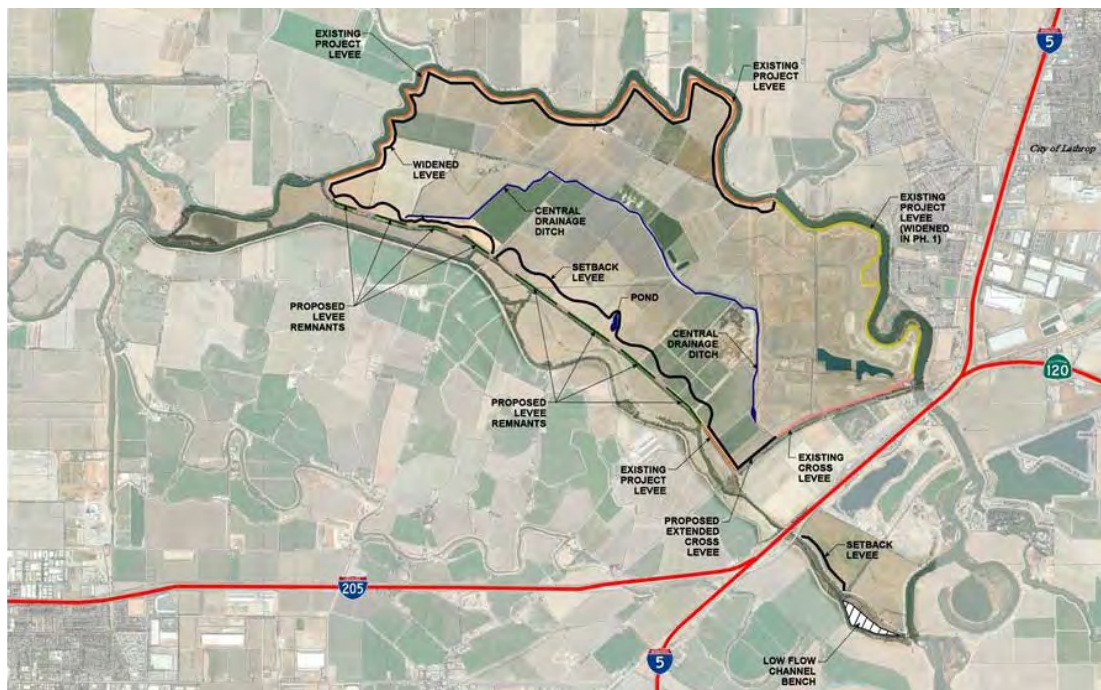 EXISTING
PROJECT
LEVEE
5
EXISTING
PROJECT
LEVEE
City of Lathrop
WIDENED
LEVEE
EXISTING
PROJECT
LEVEE
(WIDENED
IN PH. 1)
CENTRAL
DRAINAGE
DITCH
SETBACK
LEVEE
PROPOSED
LEVEE
REMNANTS
POND
CENTRAL
DRAINAGE
DITCH
120
PROPOSED
LEVEE
REMNANTS
EXISTING
PROJECT
LEVEE
EXISTING
CROSS
LEVEE
PROPOSED
EXTENDED
CROSS
LEVEE
SETBACK
LEVEE
205
5
LOW FLOW
CHANNEL
BENCH